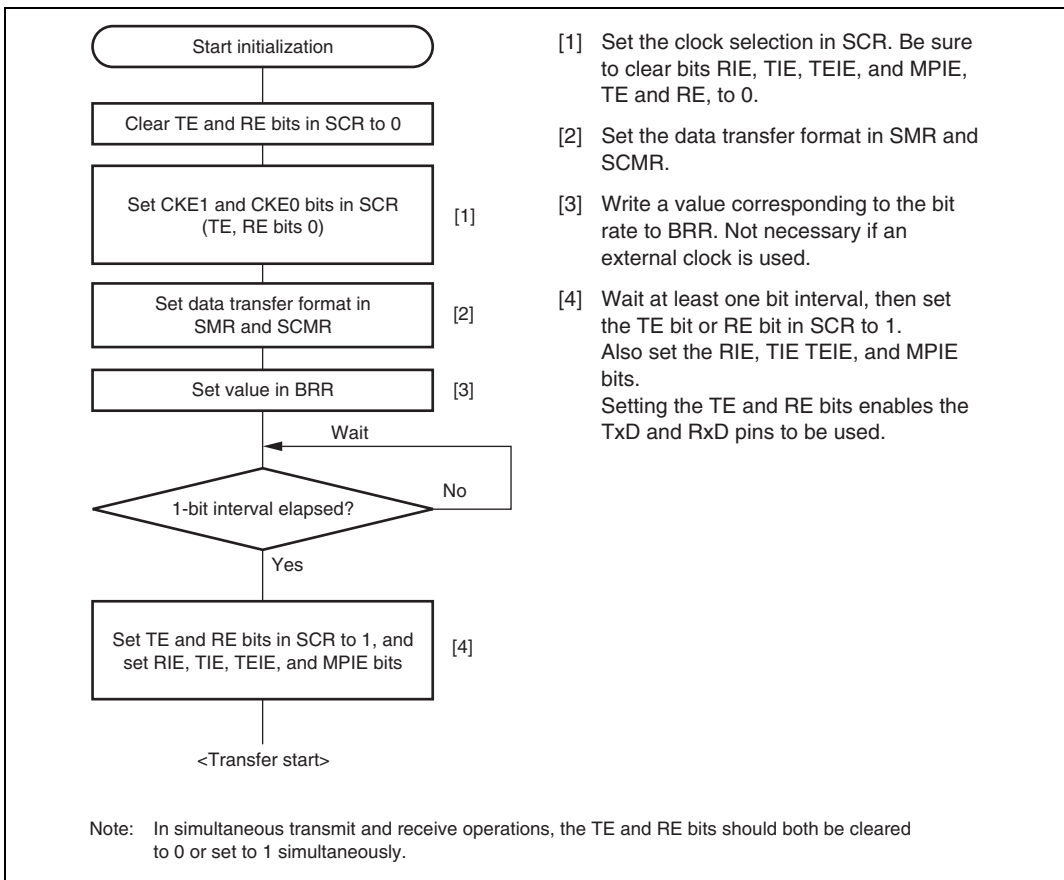 Start initialization
Clear TE and RE bits in SCR to 0
Set CKE1 and CKE0 bits in SCR
(TE, RE bits 0)
[1]
Set data transfer format in
SMR and SCMR
[2]
Set value in BRR
[3]
Wait
No
1-bit interval elapsed?
Yes
Set TE and RE bits in SCR to 1, and
set RIE, TIE, TEIE, and MPIE bits
[4]
<Transfer start>
[1] Set the clock selection in SCR. Be sure
to clear bits RIE, TIE, TEIE, and MPIE,
TE and RE, to 0.
[2] Set the data transfer format in SMR and
SCMR.
[3] Write a value corresponding to the bit
rate to BRR. Not necessary if an
external clock is used.
[4] Wait at least one bit interval, then set
the TE bit or RE bit in SCR to 1.
Also set the RIE, TIE TEIE, and MPIE
bits.
Setting the TE and RE bits enables the
TxD and RxD pins to be used.
Note: In simultaneous transmit and receive operations, the TE and RE bits should both be cleared
to 0 or set to 1 simultaneously.